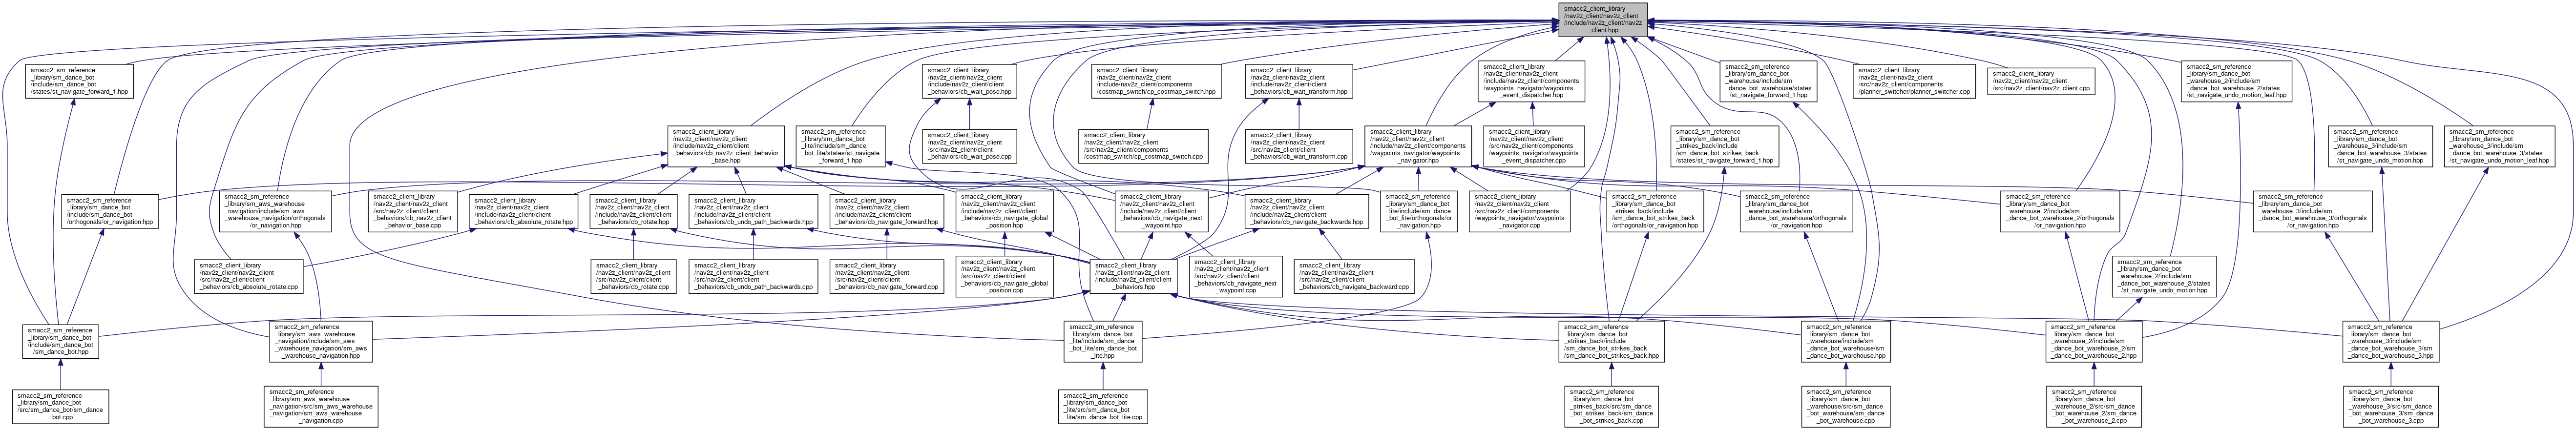 smacc2_client_library
/nav2z_client/nav2z_client
/include/nav2z_client/nav2z
_client.hpp
smacc2_sm_reference
_library/sm_dance_bot
/include/sm_dance_bot
/states/st_navigate_forward_1.hpp
smacc2_client_library
/nav2z_client/nav2z_client
/include/nav2z_client/client
_behaviors/cb_wait_pose.hpp
smacc2_client_library
/nav2z_client/nav2z_client
/include/nav2z_client/components
/costmap_switch/cp_costmap_switch.hpp
smacc2_client_library
/nav2z_client/nav2z_client
/include/nav2z_client/client
_behaviors/cb_wait_transform.hpp
smacc2_client_library
/nav2z_client/nav2z_client
/include/nav2z_client/components
/waypoints_navigator/waypoints
_event_dispatcher.hpp
smacc2_sm_reference
_library/sm_dance_bot
_warehouse/include/sm
_dance_bot_warehouse/states
/st_navigate_forward_1.hpp
smacc2_client_library
/nav2z_client/nav2z_client
/src/nav2z_client/components
/planner_switcher/planner_switcher.cpp
smacc2_client_library
/nav2z_client/nav2z_client
/src/nav2z_client/nav2z_client.cpp
smacc2_sm_reference
_library/sm_dance_bot
_warehouse_2/include/sm
_dance_bot_warehouse_2/states
/st_navigate_undo_motion_leaf.hpp
smacc2_client_library
/nav2z_client/nav2z_client
/include/nav2z_client/client
_behaviors/cb_nav2z_client_behavior
_base.hpp
smacc2_sm_reference
_library/sm_dance_bot
_lite/include/sm_dance
_bot_lite/states/st_navigate
_forward_1.hpp
smacc2_client_library
/nav2z_client/nav2z_client
/src/nav2z_client/client
_behaviors/cb_wait_pose.cpp
smacc2_client_library
/nav2z_client/nav2z_client
/src/nav2z_client/components
/costmap_switch/cp_costmap_switch.cpp
smacc2_client_library
/nav2z_client/nav2z_client
/src/nav2z_client/client
_behaviors/cb_wait_transform.cpp
smacc2_client_library
/nav2z_client/nav2z_client
/include/nav2z_client/components
/waypoints_navigator/waypoints
_navigator.hpp
smacc2_client_library
/nav2z_client/nav2z_client
/src/nav2z_client/components
/waypoints_navigator/waypoints
_event_dispatcher.cpp
smacc2_sm_reference
_library/sm_dance_bot
_strikes_back/include
/sm_dance_bot_strikes_back
/states/st_navigate_forward_1.hpp
smacc2_sm_reference
_library/sm_dance_bot
_warehouse_3/include/sm
_dance_bot_warehouse_3/states
/st_navigate_undo_motion.hpp
smacc2_sm_reference
_library/sm_dance_bot
_warehouse_3/include/sm
_dance_bot_warehouse_3/states
/st_navigate_undo_motion_leaf.hpp
smacc2_sm_reference
_library/sm_dance_bot
/include/sm_dance_bot
/orthogonals/or_navigation.hpp
smacc2_sm_reference
_library/sm_aws_warehouse
_navigation/include/sm_aws
_warehouse_navigation/orthogonals
/or_navigation.hpp
smacc2_client_library
/nav2z_client/nav2z_client
/src/nav2z_client/client
_behaviors/cb_nav2z_client
_behavior_base.cpp
smacc2_client_library
/nav2z_client/nav2z_client
/include/nav2z_client/client
_behaviors/cb_absolute_rotate.hpp
smacc2_client_library
/nav2z_client/nav2z_client
/include/nav2z_client/client
_behaviors/cb_rotate.hpp
smacc2_client_library
/nav2z_client/nav2z_client
/include/nav2z_client/client
_behaviors/cb_undo_path_backwards.hpp
smacc2_client_library
/nav2z_client/nav2z_client
/include/nav2z_client/client
_behaviors/cb_navigate_forward.hpp
smacc2_client_library
/nav2z_client/nav2z_client
/include/nav2z_client/client
_behaviors/cb_navigate_global
_position.hpp
smacc2_client_library
/nav2z_client/nav2z_client
/include/nav2z_client/client
_behaviors/cb_navigate_next
_waypoint.hpp
smacc2_client_library
/nav2z_client/nav2z_client
/include/nav2z_client/client
_behaviors/cb_navigate_backwards.hpp
smacc2_sm_reference
_library/sm_dance_bot
_lite/include/sm_dance
_bot_lite/orthogonals/or
_navigation.hpp
smacc2_client_library
/nav2z_client/nav2z_client
/src/nav2z_client/components
/waypoints_navigator/waypoints
_navigator.cpp
smacc2_sm_reference
_library/sm_dance_bot
_strikes_back/include
/sm_dance_bot_strikes_back
/orthogonals/or_navigation.hpp
smacc2_sm_reference
_library/sm_dance_bot
_warehouse/include/sm
_dance_bot_warehouse/orthogonals
/or_navigation.hpp
smacc2_sm_reference
_library/sm_dance_bot
_warehouse_2/include/sm
_dance_bot_warehouse_2/orthogonals
/or_navigation.hpp
smacc2_sm_reference
_library/sm_dance_bot
_warehouse_3/include/sm
_dance_bot_warehouse_3/orthogonals
/or_navigation.hpp
smacc2_client_library
/nav2z_client/nav2z_client
/src/nav2z_client/client
_behaviors/cb_absolute_rotate.cpp
smacc2_client_library
/nav2z_client/nav2z_client
/src/nav2z_client/client
_behaviors/cb_rotate.cpp
smacc2_client_library
/nav2z_client/nav2z_client
/src/nav2z_client/client
_behaviors/cb_undo_path_backwards.cpp
smacc2_client_library
/nav2z_client/nav2z_client
/src/nav2z_client/client
_behaviors/cb_navigate_forward.cpp
smacc2_client_library
/nav2z_client/nav2z_client
/src/nav2z_client/client
_behaviors/cb_navigate_global
_position.cpp
smacc2_client_library
/nav2z_client/nav2z_client
/include/nav2z_client/client
_behaviors.hpp
smacc2_client_library
/nav2z_client/nav2z_client
/src/nav2z_client/client
_behaviors/cb_navigate_next
_waypoint.cpp
smacc2_client_library
/nav2z_client/nav2z_client
/src/nav2z_client/client
_behaviors/cb_navigate_backward.cpp
smacc2_sm_reference
_library/sm_dance_bot
_warehouse_2/include/sm
_dance_bot_warehouse_2/states
/st_navigate_undo_motion.hpp
smacc2_sm_reference
_library/sm_dance_bot
/include/sm_dance_bot
/sm_dance_bot.hpp
smacc2_sm_reference
_library/sm_aws_warehouse
_navigation/include/sm_aws
_warehouse_navigation/sm_aws
_warehouse_navigation.hpp
smacc2_sm_reference
_library/sm_dance_bot
_lite/include/sm_dance
_bot_lite/sm_dance_bot
_lite.hpp
smacc2_sm_reference
_library/sm_dance_bot
_strikes_back/include
/sm_dance_bot_strikes_back
/sm_dance_bot_strikes_back.hpp
smacc2_sm_reference
_library/sm_dance_bot
_warehouse/include/sm
_dance_bot_warehouse/sm
_dance_bot_warehouse.hpp
smacc2_sm_reference
_library/sm_dance_bot
_warehouse_2/include/sm
_dance_bot_warehouse_2/sm
_dance_bot_warehouse_2.hpp
smacc2_sm_reference
_library/sm_dance_bot
_warehouse_3/include/sm
_dance_bot_warehouse_3/sm
_dance_bot_warehouse_3.hpp
smacc2_sm_reference
_library/sm_dance_bot
/src/sm_dance_bot/sm_dance
_bot.cpp
smacc2_sm_reference
_library/sm_aws_warehouse
_navigation/src/sm_aws_warehouse
_navigation/sm_aws_warehouse
_navigation.cpp
smacc2_sm_reference
_library/sm_dance_bot
_lite/src/sm_dance_bot
_lite/sm_dance_bot_lite.cpp
smacc2_sm_reference
_library/sm_dance_bot
_strikes_back/src/sm_dance
_bot_strikes_back/sm_dance
_bot_strikes_back.cpp
smacc2_sm_reference
_library/sm_dance_bot
_warehouse/src/sm_dance
_bot_warehouse/sm_dance
_bot_warehouse.cpp
smacc2_sm_reference
_library/sm_dance_bot
_warehouse_2/src/sm_dance
_bot_warehouse_2/sm_dance
_bot_warehouse_2.cpp
smacc2_sm_reference
_library/sm_dance_bot
_warehouse_3/src/sm_dance
_bot_warehouse_3/sm_dance
_bot_warehouse_3.cpp